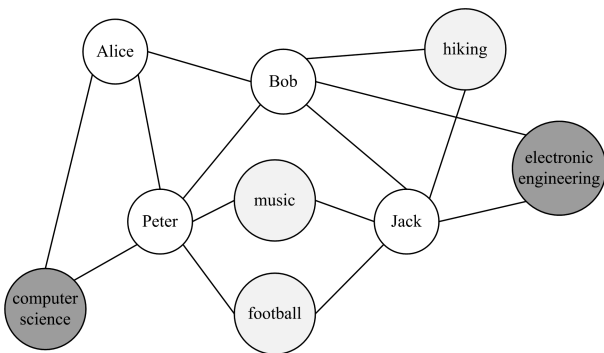 Alice
Bob
hiking
electronic
engineering
Peter
music
Jack
computer
science
football